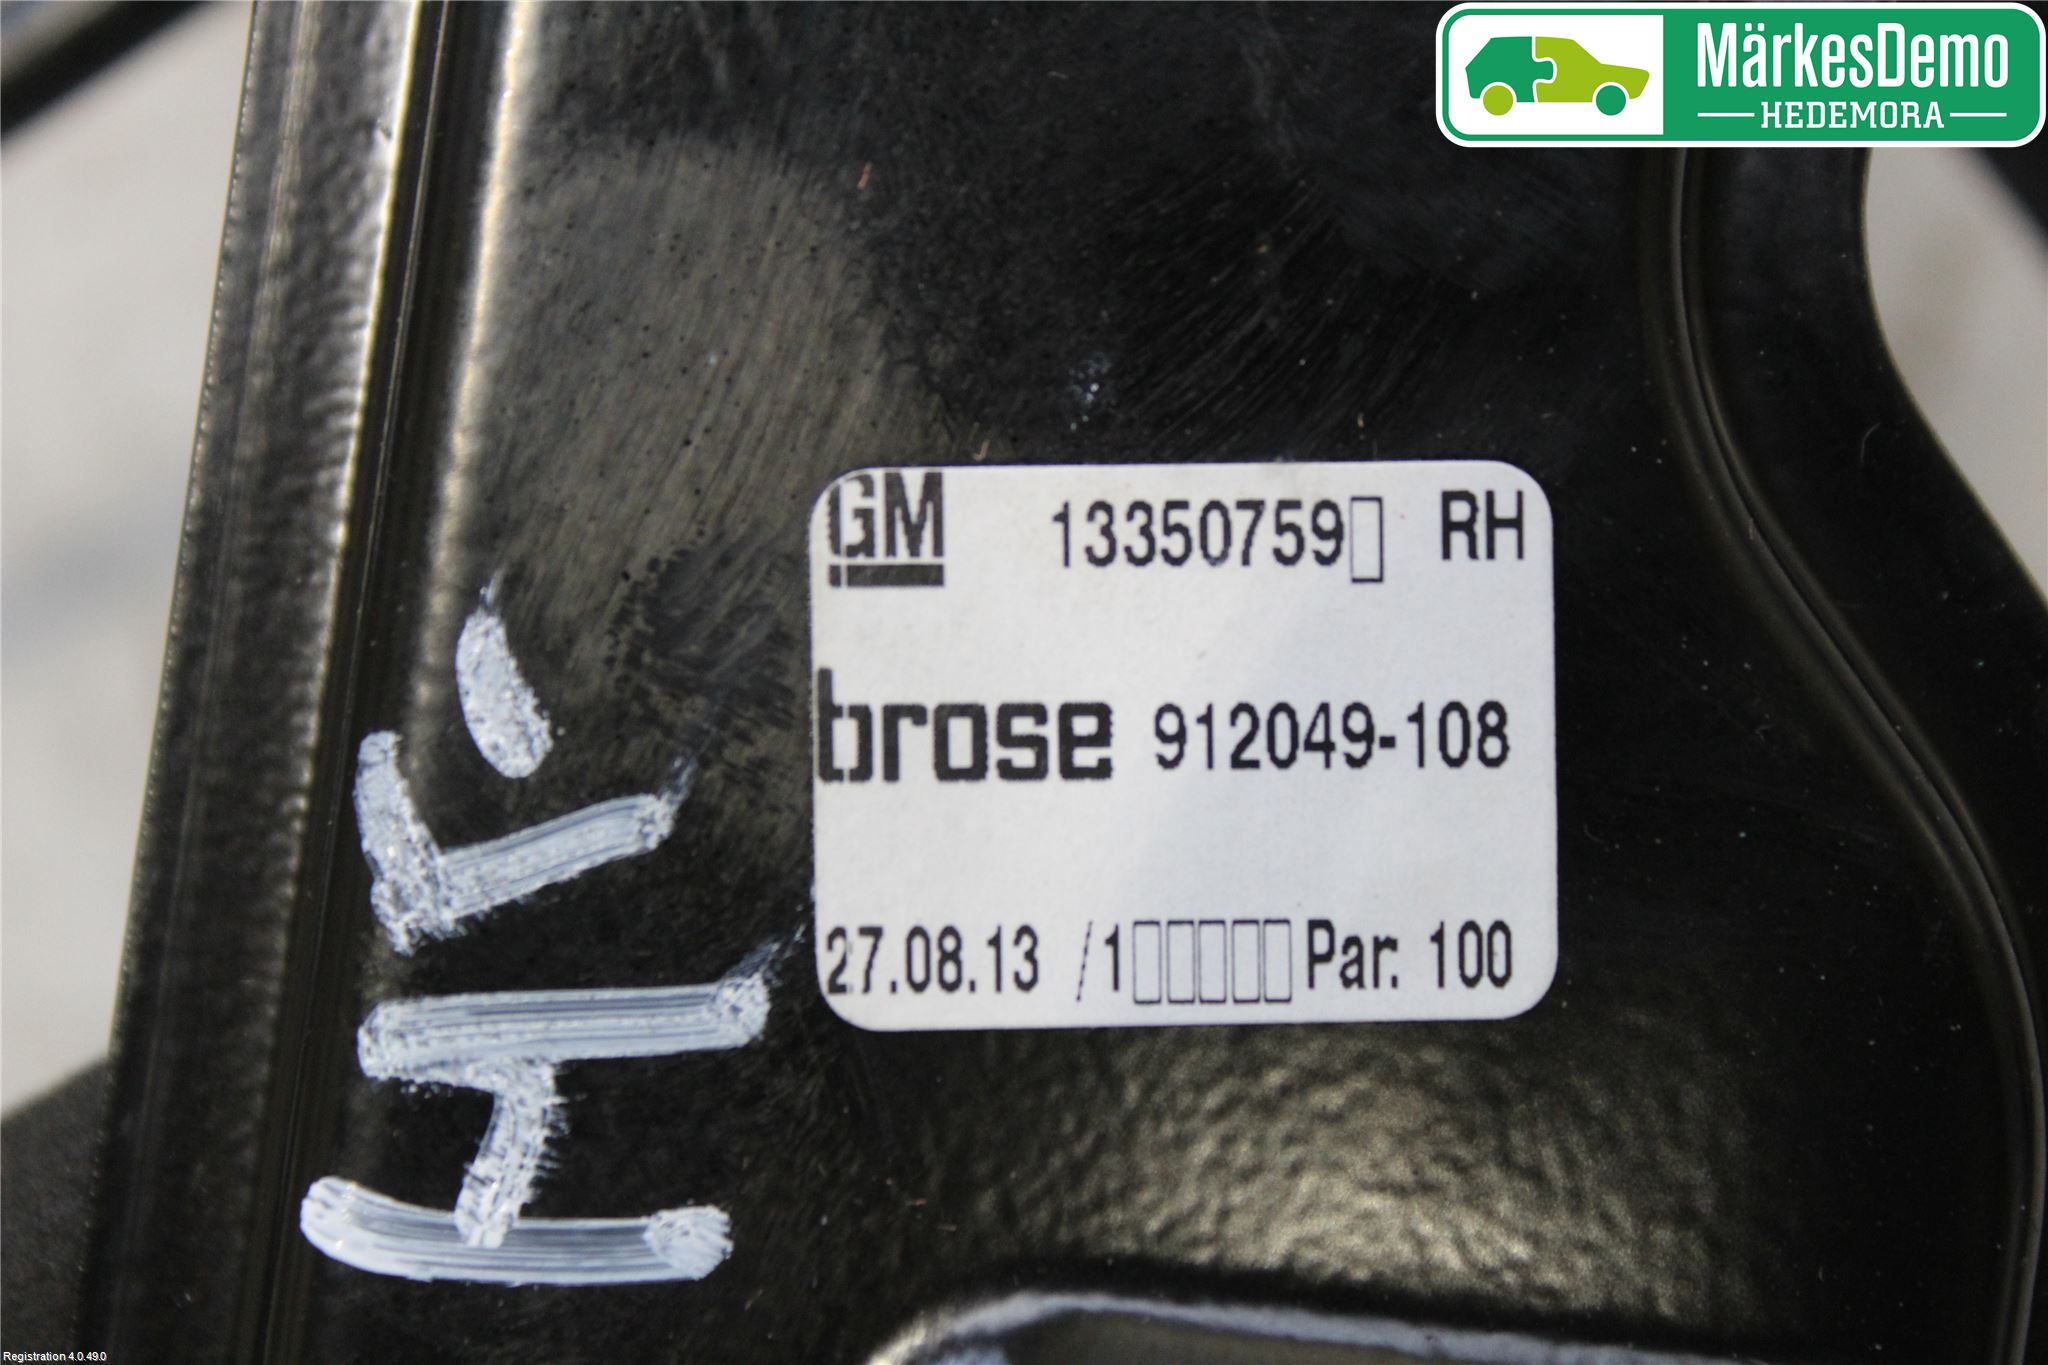 MärkesDemo
HEDEMORA
GM 13350759▯ RH
brose 912049-108
27.08.13 /1▯▯▯▯▯Par. 100
Registration 4.0.49.0